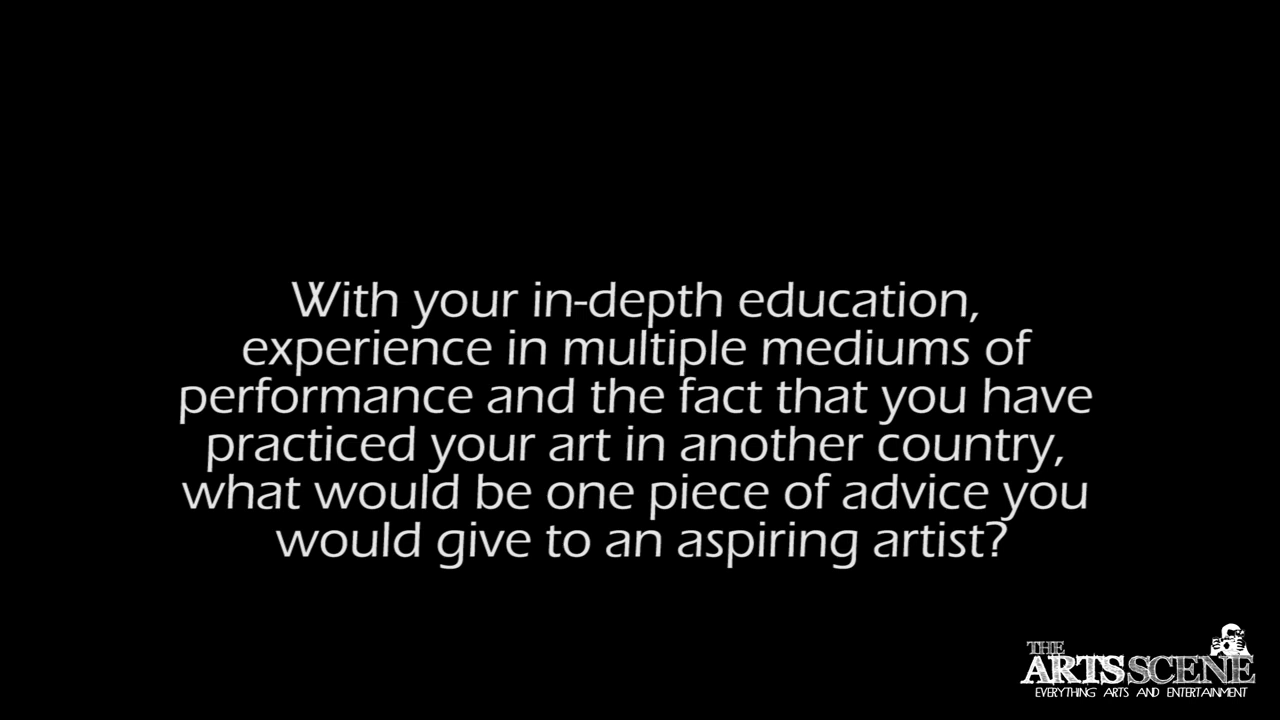 With your in-depth education,
experience in multiple mediums of
performance and the fact that you have
practiced your art in another country,
what would be one piece of advice you
would give to an aspiring artist?
THE
ARTS SCENE
EVERYTHING ARTS AND ENTERTAINMENT